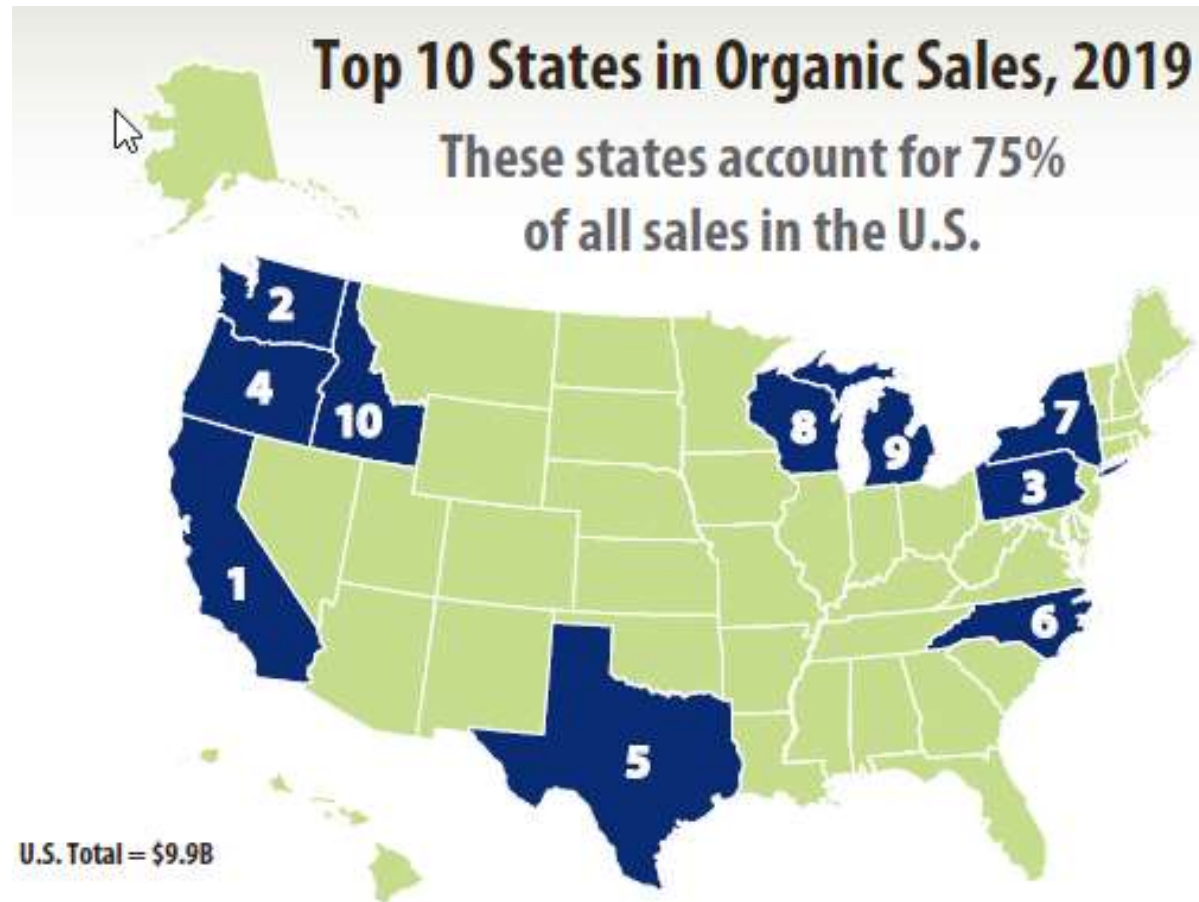 Top 10 States in Organic Sales, 2019
These states account for 75%
of all sales in the U.S.
2
4
10
8
9
7
3
1
6
5
U.S. Total = $9.9B